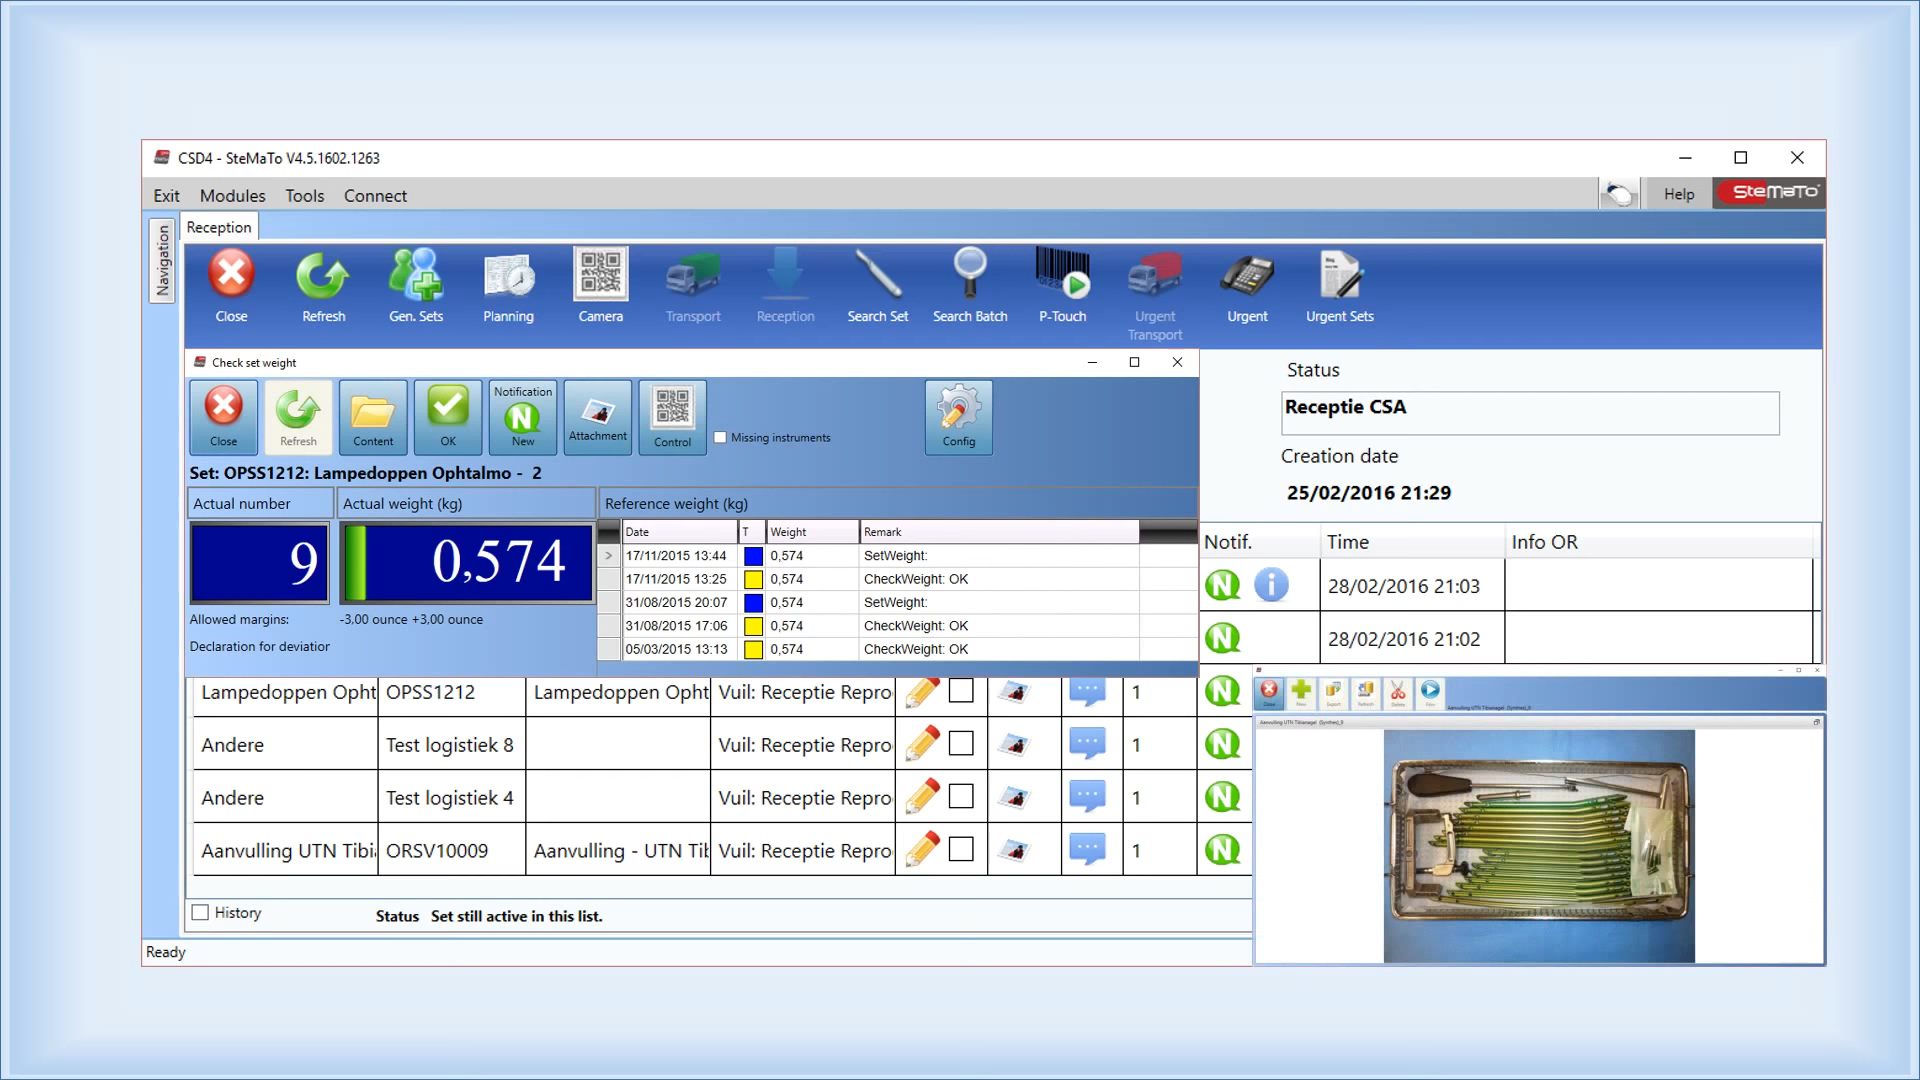 CSD4 - SteMaTo V4.5.1602.1263
Exit Modules Tools Connect Help SteMaTo
Navigation
Reception
Close Refresh Gen. Sets Planning Camera Transport Reception Search Set Search Batch P-Touch Urgent Transport Urgent Urgent Sets
Check set weight
Close Refresh Content OK Notification N New Attachment Control Missing instruments Config
Set: OPSS1212: Lampedoppen Ophtalmo - 2
Actual number Actual weight (kg) Reference weight (kg)
9 0,574
Date T Weight Remark
17/11/2015 13:44 0,574 SetWeight:
17/11/2015 13:25 0,574 CheckWeight: OK
31/08/2015 20:07 0,574 SetWeight:
31/08/2015 17:06 0,574 CheckWeight: OK
05/03/2015 13:13 0,574 CheckWeight: OK
Allowed margins: -3,00 ounce +3,00 ounce
Declaration for deviatior
Status
Receptie CSA
Creation date
25/02/2016 21:29
Notif. Time Info OR
N i 28/02/2016 21:03
N 28/02/2016 21:02
Lampedoppen Opht OPSS1212 Lampedoppen Opht Vuil: Receptie Repro 1 N
Andere Test logistiek 8 Vuil: Receptie Repro 1 N
Andere Test logistiek 4 Vuil: Receptie Repro 1 N
Aanvulling UTN Tibi ORSV10009 Aanvulling - UTN Tib Vuil: Receptie Repro 1 N
History Status Set still active in this list.
Ready